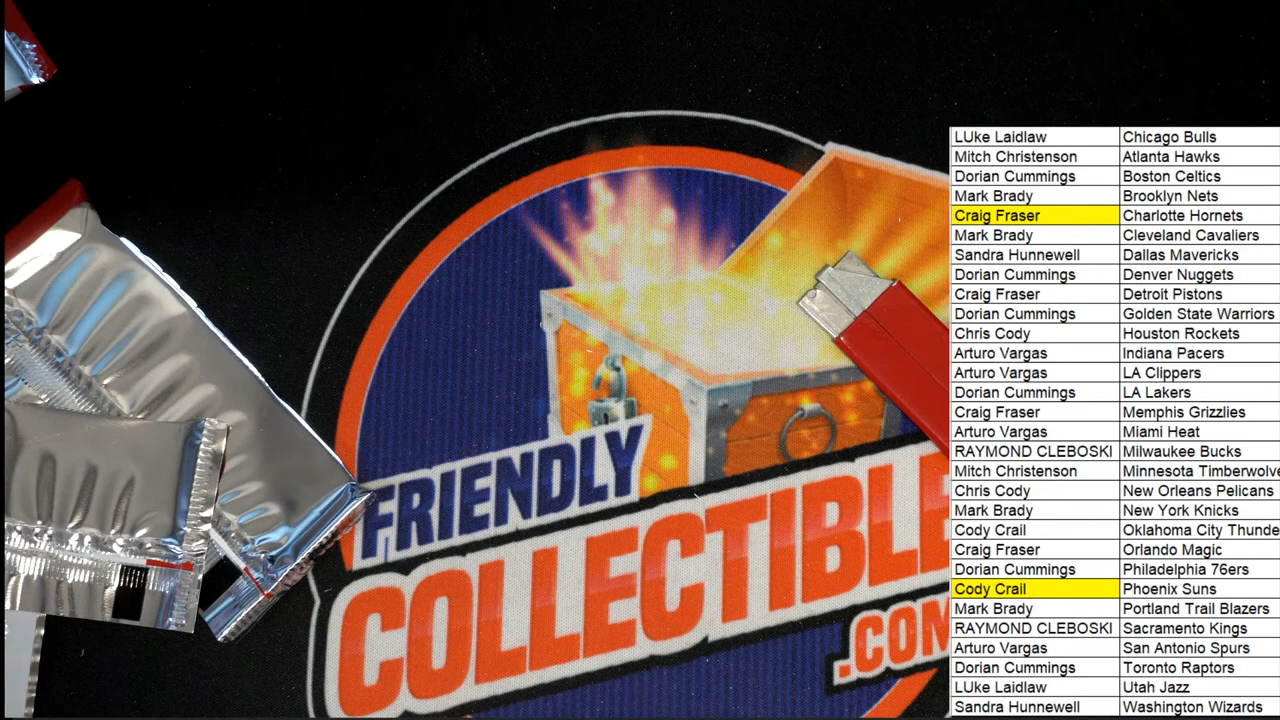 FRIENDLY
COLLECTIBLE
.COM
LUke Laidlaw Chicago Bulls
Mitch Christenson Atlanta Hawks
Dorian Cummings Boston Celtics
Mark Brady Brooklyn Nets
Craig Fraser Charlotte Hornets
Mark Brady Cleveland Cavaliers
Sandra Hunnewell Dallas Mavericks
Dorian Cummings Denver Nuggets
Craig Fraser Detroit Pistons
Dorian Cummings Golden State Warriors
Chris Cody Houston Rockets
Arturo Vargas Indiana Pacers
Arturo Vargas LA Clippers
Dorian Cummings LA Lakers
Craig Fraser Memphis Grizzlies
Arturo Vargas Miami Heat
RAYMOND CLEBOSKI Milwaukee Bucks
Mitch Christenson Minnesota Timberwolve
Chris Cody New Orleans Pelicans
Mark Brady New York Knicks
Cody Crail Oklahoma City Thunde
Craig Fraser Orlando Magic
Dorian Cummings Philadelphia 76ers
Cody Crail Phoenix Suns
Mark Brady Portland Trail Blazers
RAYMOND CLEBOSKI Sacramento Kings
Arturo Vargas San Antonio Spurs
Dorian Cummings Toronto Raptors
LUke Laidlaw Utah Jazz
Sandra Hunnewell Washington Wizards